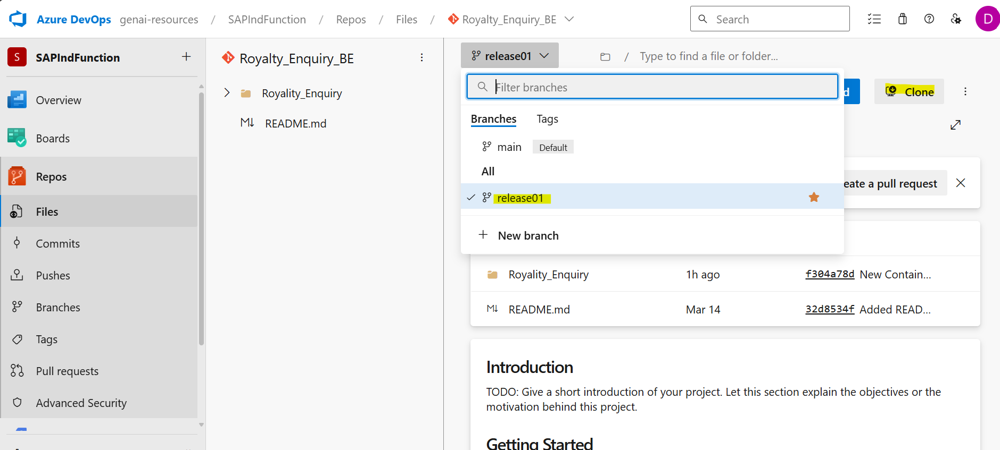 Azure DevOps genai-resources / SAPIndFunction / Repos / Files / Royalty_Enquiry_BE
Search
D
S SAPIndFunction +
Overview
Boards
Repos
Files
Commits
Pushes
Branches
Tags
Pull requests
Advanced Security
Royalty_Enquiry_BE
Royality_Enquiry
M↓ README.md
release01
/ Type to find a file or folder...
Filter branches
d
Clone
Branches Tags
main Default
All
release01
+ New branch
eate a pull request
Royality_Enquiry 1h ago f304a78d New Contain...
M↓ README.md Mar 14 32d8534f Added READ...
Introduction
TODO: Give a short introduction of your project. Let this section explain the objectives or the
motivation behind this project.
Getting Started